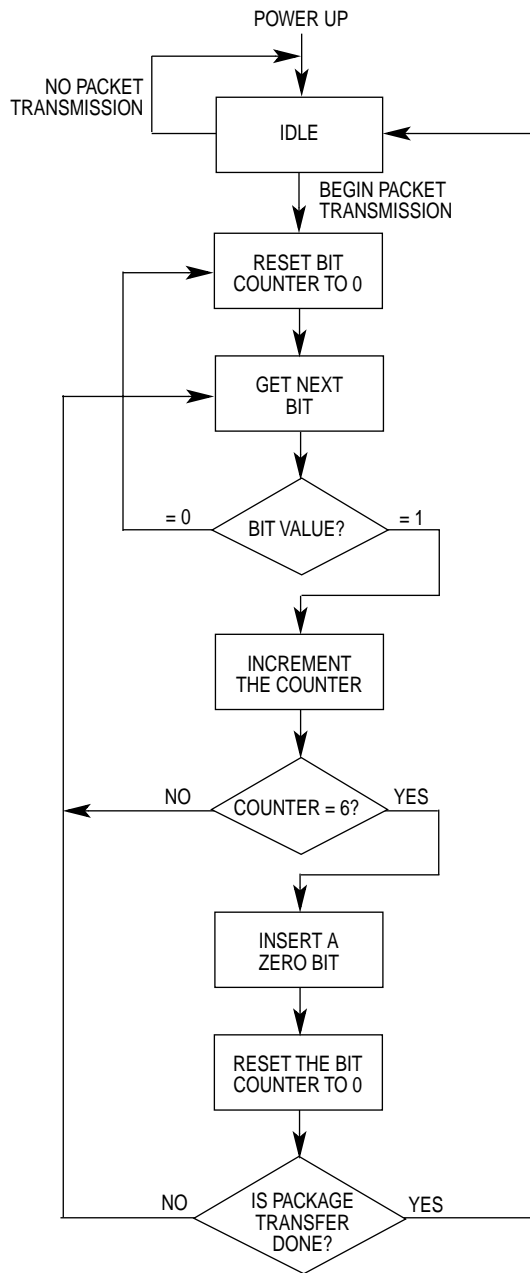 POWER UP
NO PACKET
TRANSMISSION
IDLE
BEGIN PACKET
TRANSMISSION
RESET BIT
COUNTER TO 0
GET NEXT
BIT
= 0
BIT VALUE?
= 1
INCREMENT
THE COUNTER
NO
COUNTER = 6?
YES
INSERT A
ZERO BIT
RESET THE BIT
COUNTER TO 0
NO
IS PACKAGE
TRANSFER
DONE?
YES